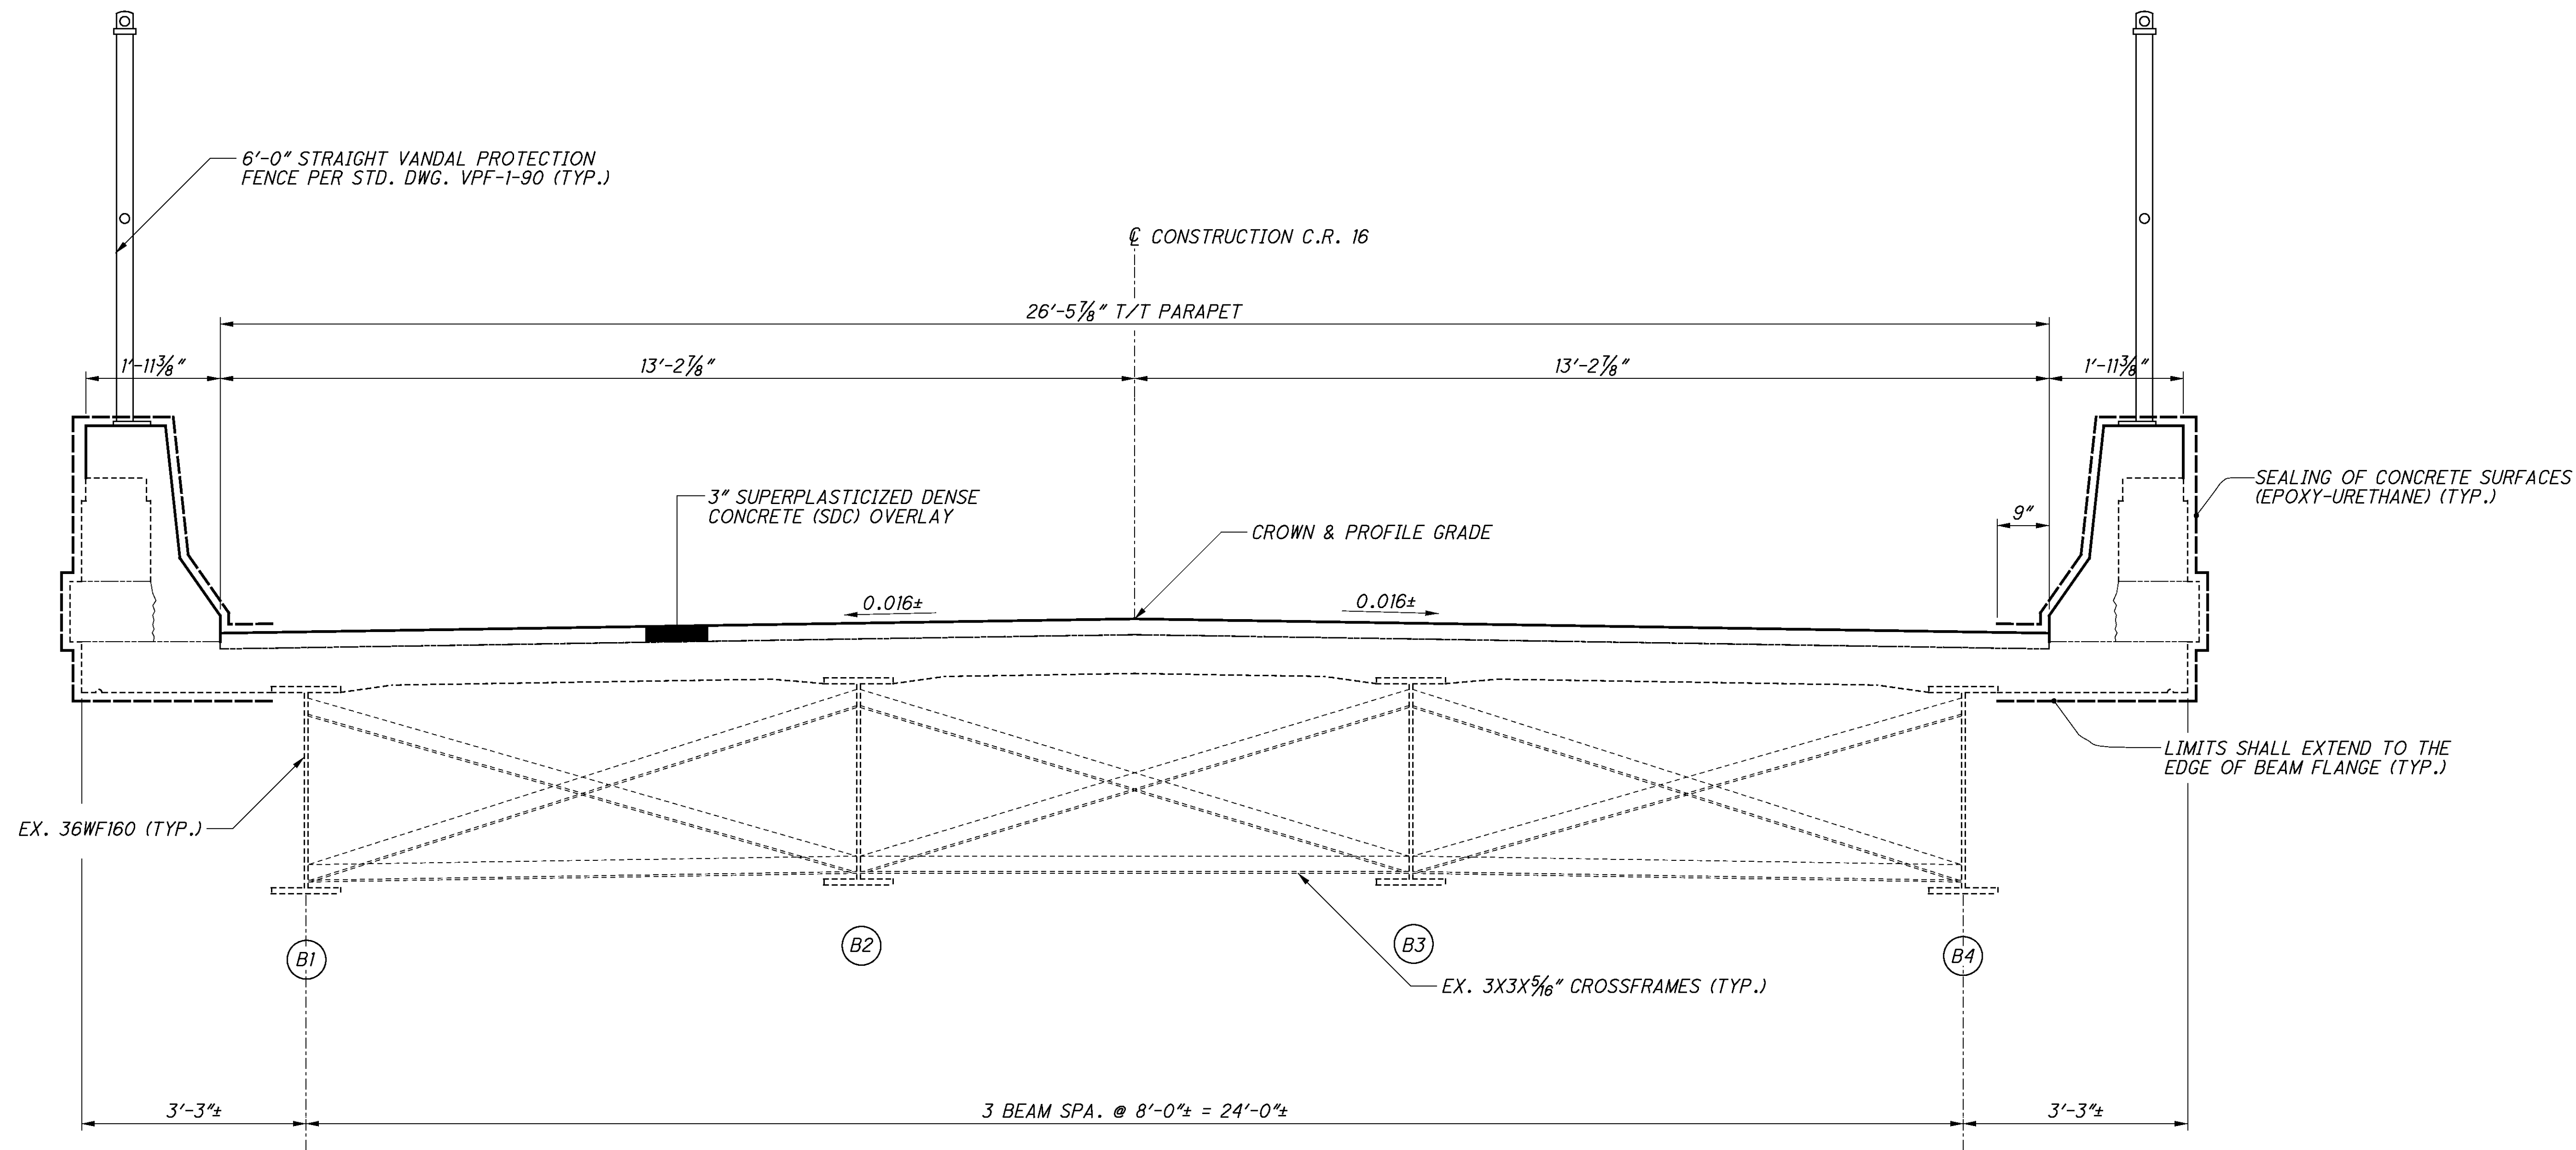 6'-0" STRAIGHT VANDAL PROTECTION
FENCE PER STD. DWG. VPF-1-90 (TYP.)
℄ CONSTRUCTION C.R. 16
26'-5⅞" T/T PARAPET
1'-11⅜"
13'-2⅞"
13'-2⅞"
1'-11⅜"
3" SUPERPLASTICIZED DENSE
CONCRETE (SDC) OVERLAY
CROWN & PROFILE GRADE
9"
SEALING OF CONCRETE SURFACES
(EPOXY-URETHANE) (TYP.)
0.016±
0.016±
LIMITS SHALL EXTEND TO THE
EDGE OF BEAM FLANGE (TYP.)
EX. 36WF160 (TYP.)
B1
B2
B3
B4
EX. 3X3X5/16" CROSSFRAMES (TYP.)
3'-3"±
3 BEAM SPA. @ 8'-0"± = 24'-0"±
3'-3"±